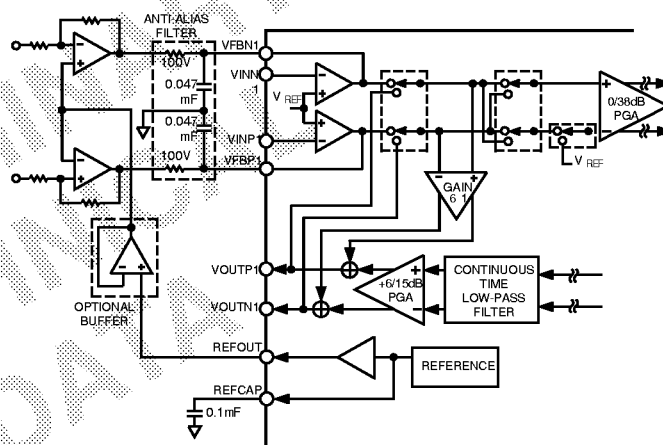 ANTI-ALIAS
FILTER
VFBN1
100V
0.047
mF
VINN
1
V REF
0.047
mF
VINP1
100V
VFBP1
0/38dB
PGA
V REF
GAIN
6 1
VOUTP1
+6/15dB
PGA
CONTINUOUS
TIME
LOW-PASS
FILTER
VOUTN1
OPTIONAL
BUFFER
REFOUT
REFERENCE
REFCAP
0.1mF